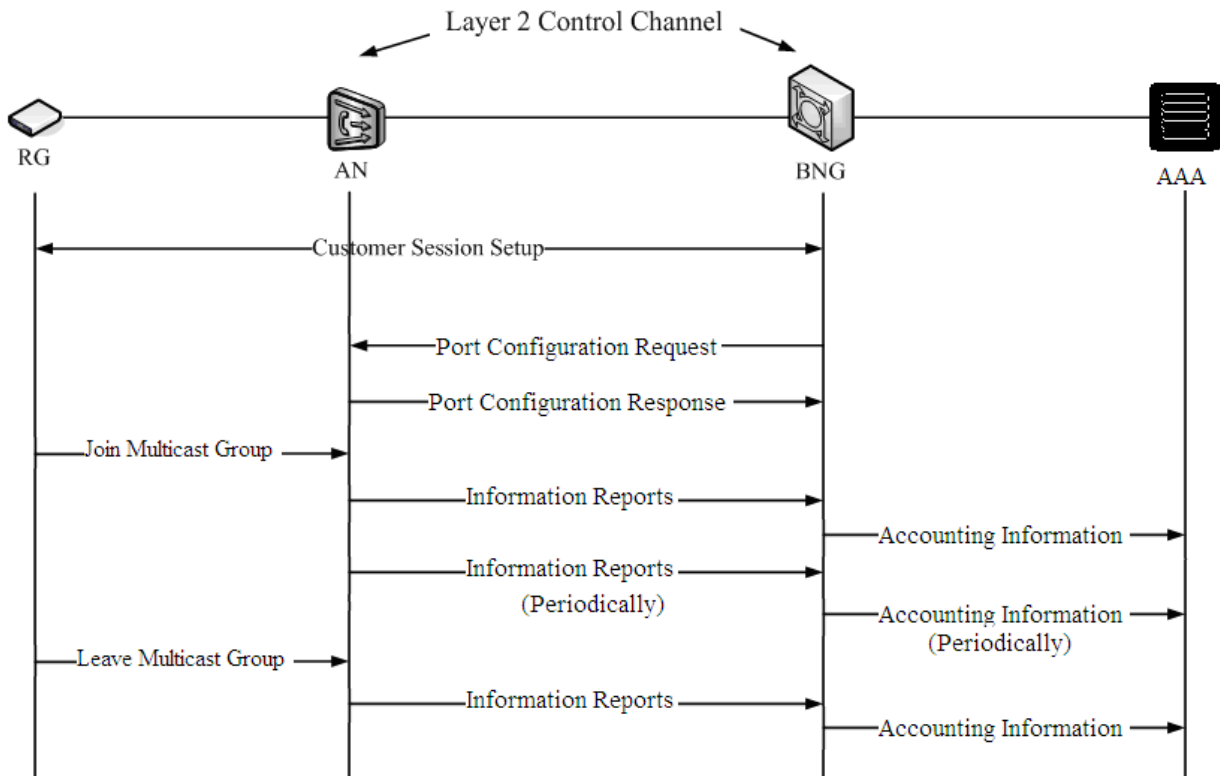 Layer 2 Control Channel
RG
AN
BNG
AAA
Customer Session Setup
Port Configuration Request
Port Configuration Response
Join Multicast Group
Information Reports
Accounting Information
Information Reports
(Periodically)
Accounting Information
(Periodically)
Leave Multicast Group
Information Reports
Accounting Information